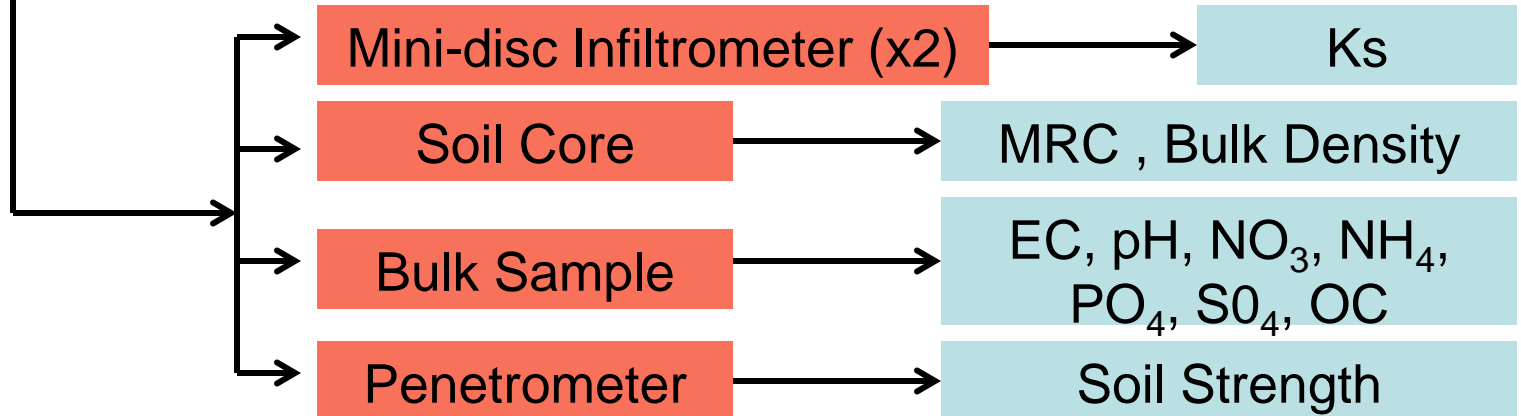 Mini-disc Infiltrometer (x2)
Ks
Soil Core
MRC , Bulk Density
Bulk Sample
EC, pH, NO₃, NH₄,
PO₄, S0₄, OC
Penetrometer
Soil Strength